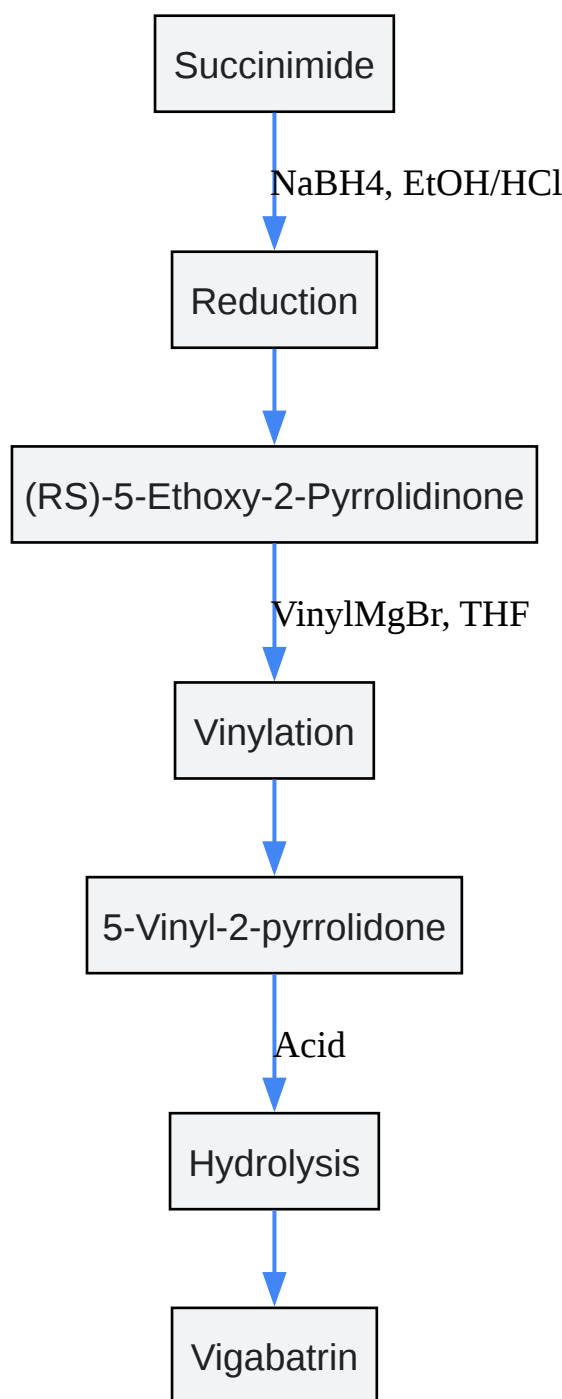 Succinimide
NaBH4, EtOH/HCl
Reduction
(RS)-5-Ethoxy-2-Pyrrolidinone
VinylMgBr, THF
Vinylation
5-Vinyl-2-pyrrolidone
Acid
Hydrolysis
Vigabatrin